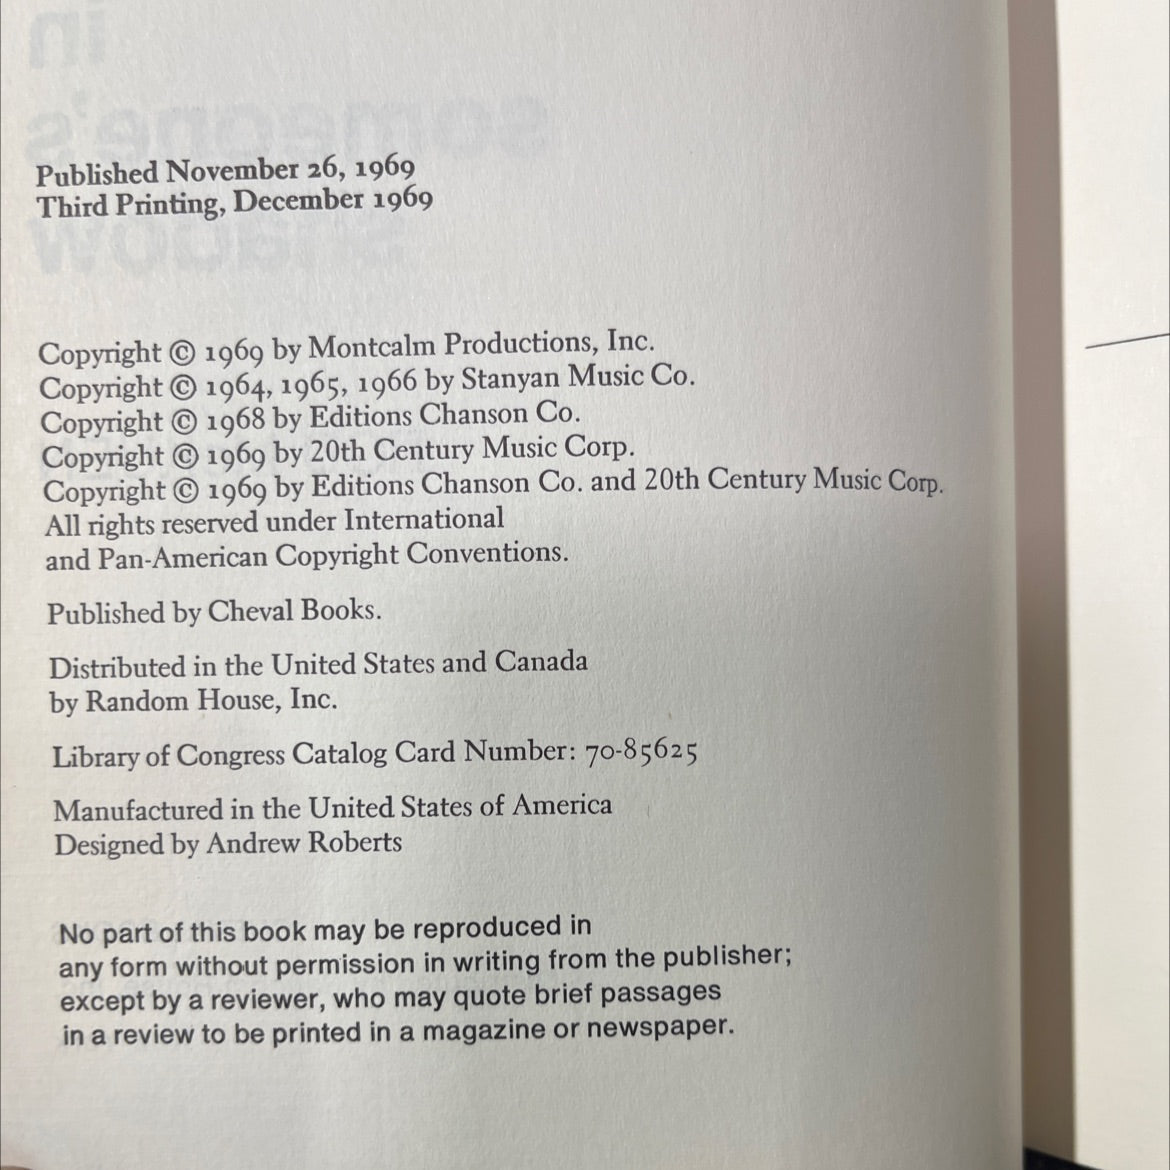 in
someone's
shadow
Published November 26, 1969
Third Printing, December 1969
Copyright © 1969 by Montcalm Productions, Inc.
Copyright © 1964, 1965, 1966 by Stanyan Music Co.
Copyright © 1968 by Editions Chanson Co.
Copyright © 1969 by 20th Century Music Corp.
Copyright © 1969 by Editions Chanson Co. and 20th Century Music Corp.
All rights reserved under International
and Pan-American Copyright Conventions.
Published by Cheval Books.
Distributed in the United States and Canada
by Random House, Inc.
Library of Congress Catalog Card Number: 70-85625
Manufactured in the United States of America
Designed by Andrew Roberts
No part of this book may be reproduced in
any form without permission in writing from the publisher;
except by a reviewer, who may quote brief passages
in a review to be printed in a magazine or newspaper.